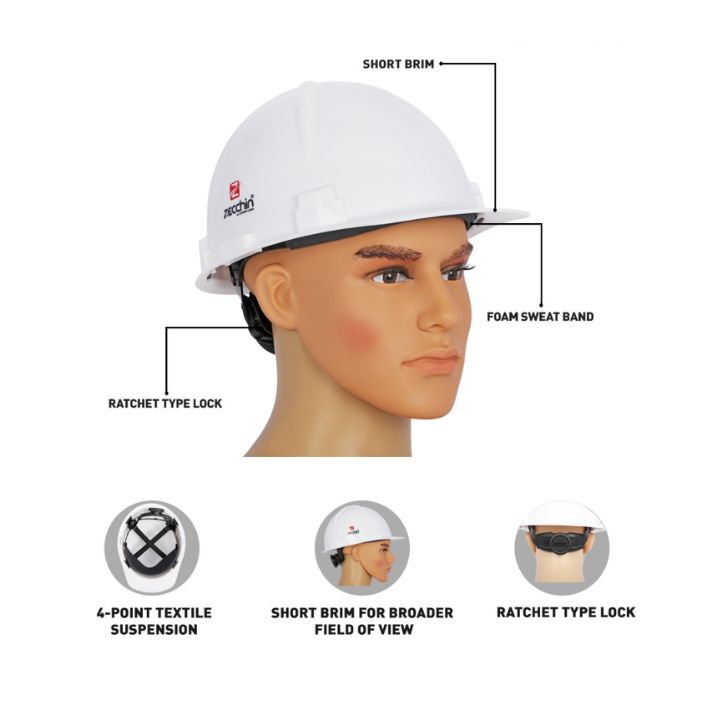 SHORT BRIM
Zecchin®
FOAM SWEAT BAND
RATCHET TYPE LOCK
4-POINT TEXTILE
SUSPENSION
SHORT BRIM FOR BROADER
FIELD OF VIEW
RATCHET TYPE LOCK